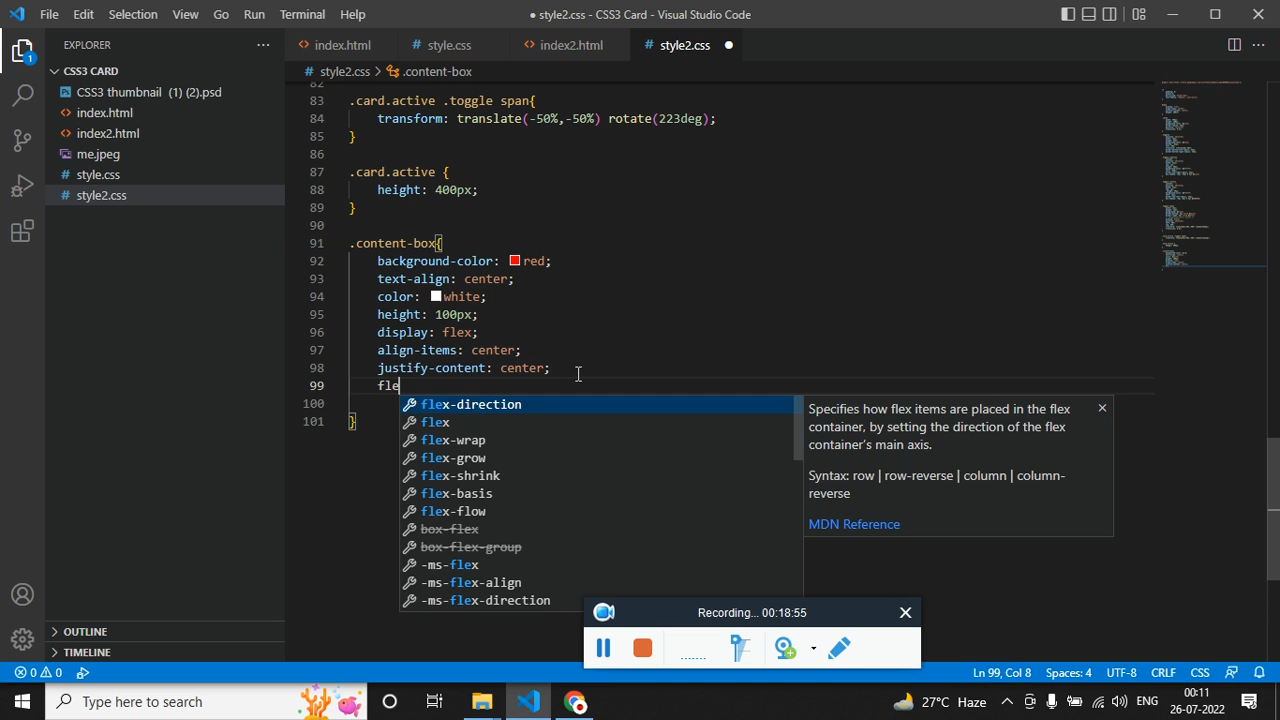 File Edit Selection View Go Run Terminal Help
● style2.css - CSS3 Card - Visual Studio Code
EXPLORER
index.html
style.css
index2.html
style2.css
CSS3 CARD
style2.css > .content-box
CSS3 thumbnail (1) (2).psd
index.html
index2.html
me.jpeg
style.css
style2.css
82
83 .card.active .toggle span{
84 transform: translate(-50%,-50%) rotate(223deg);
85 }
86
87 .card.active {
88 height: 400px;
89 }
90
91 .content-box{
92 background-color: red;
93 text-align: center;
94 color: white;
95 height: 100px;
96 display: flex;
97 align-items: center;
98 justify-content: center;
99 fle
100
101 }
flex-direction
flex
flex-wrap
flex-grow
flex-shrink
flex-basis
flex-flow
box-flex
box-flex-group
-ms-flex
-ms-flex-align
-ms-flex-direction
Specifies how flex items are placed in the flex
container, by setting the direction of the flex
container's main axis.
Syntax: row | row-reverse | column | column-
reverse
MDN Reference
Recording... 00:18:55
OUTLINE
TIMELINE
1
0 0
Ln 99, Col 8 Spaces: 4 UTF-8 CRLF CSS
Type here to search
27°C Haze
ENG
00:11
26-07-2022